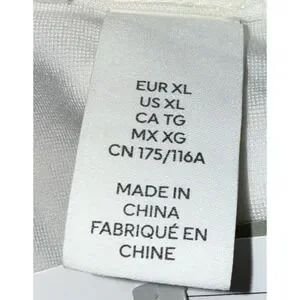 EUR XL
US XL
CA TG
MX XG
CN 175/116A
MADE IN
CHINA
FABRIQUÉ EN
CHINE